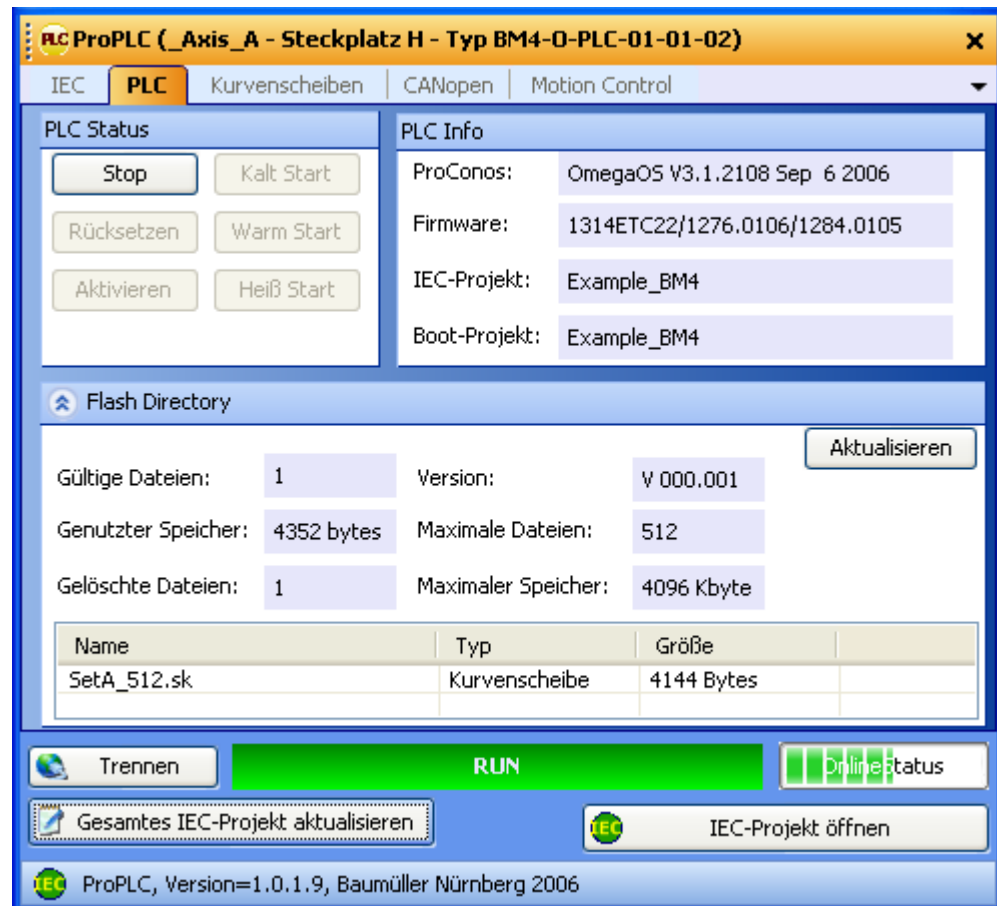 PLC ProPLC (_Axis_A - Steckplatz H - Typ BM4-O-PLC-01-01-02)
IEC PLC Kurvenscheiben CANopen Motion Control
PLC Status
Stop Kalt Start
Rücksetzen Warm Start
Aktivieren Heiß Start
PLC Info
ProConos: OmegaOS V3.1.2108 Sep 6 2006
Firmware: 1314ETC22/1276.0106/1284.0105
IEC-Projekt: Example_BM4
Boot-Projekt: Example_BM4
Flash Directory
Aktualisieren
Gültige Dateien: 1 Version: V 000.001
Genutzter Speicher: 4352 bytes Maximale Dateien: 512
Gelöschte Dateien: 1 Maximaler Speicher: 4096 Kbyte
Name Typ Größe
SetA_512.sk Kurvenscheibe 4144 Bytes
Trennen RUN OnlineStatus
Gesamtes IEC-Projekt aktualisieren IEC IEC-Projekt öffnen
IEC ProPLC, Version=1.0.1.9, Baumüller Nürnberg 2006